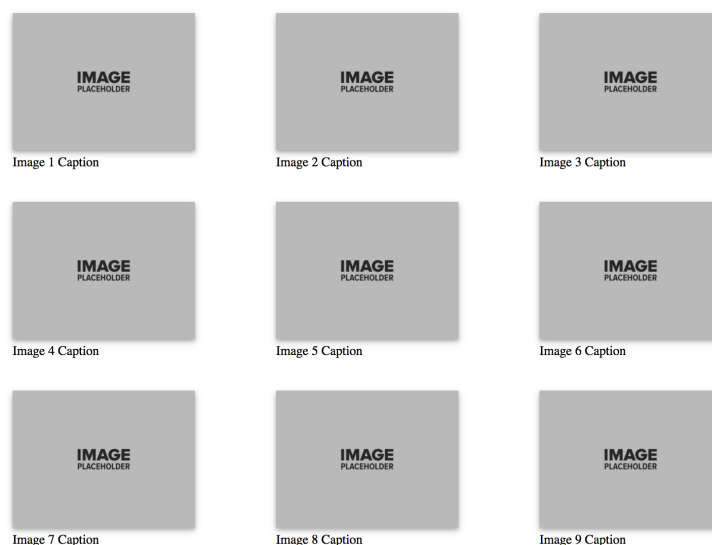 IMAGE
PLACEHOLDER
IMAGE
PLACEHOLDER
IMAGE
PLACEHOLDER
Image 1 Caption
Image 2 Caption
Image 3 Caption
IMAGE
PLACEHOLDER
IMAGE
PLACEHOLDER
IMAGE
PLACEHOLDER
Image 4 Caption
Image 5 Caption
Image 6 Caption
IMAGE
PLACEHOLDER
IMAGE
PLACEHOLDER
IMAGE
PLACEHOLDER
Image 7 Caption
Image 8 Caption
Image 9 Caption